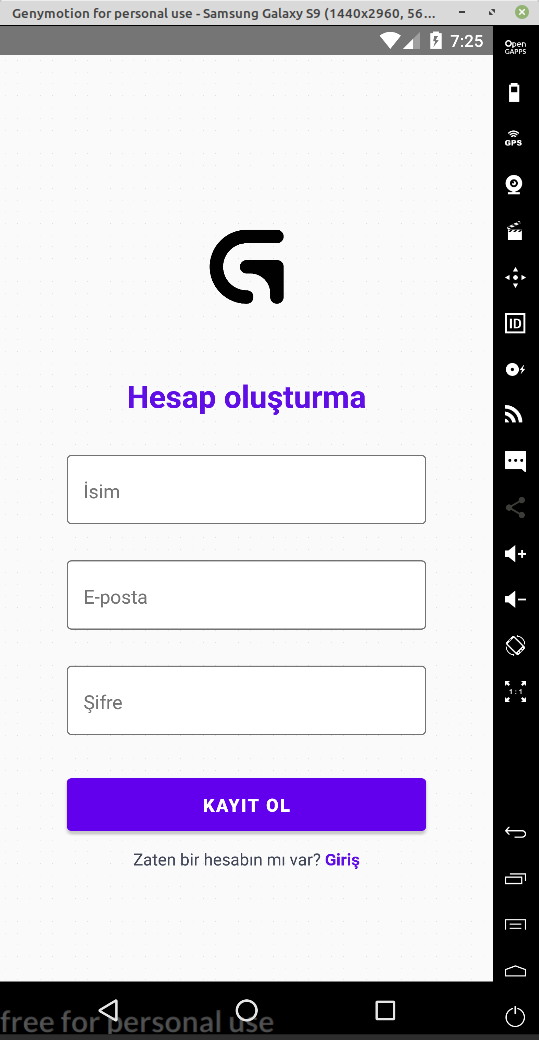 Genymotion for personal use - Samsung Galaxy S9 (1440x2960, 56...
7:25
Open
GAPPS
GPS
ID
Hesap oluşturma
İsim
E-posta
Şifre
1:1
KAYIT OL
Zaten bir hesabın mı var? Giriş
free for personal use